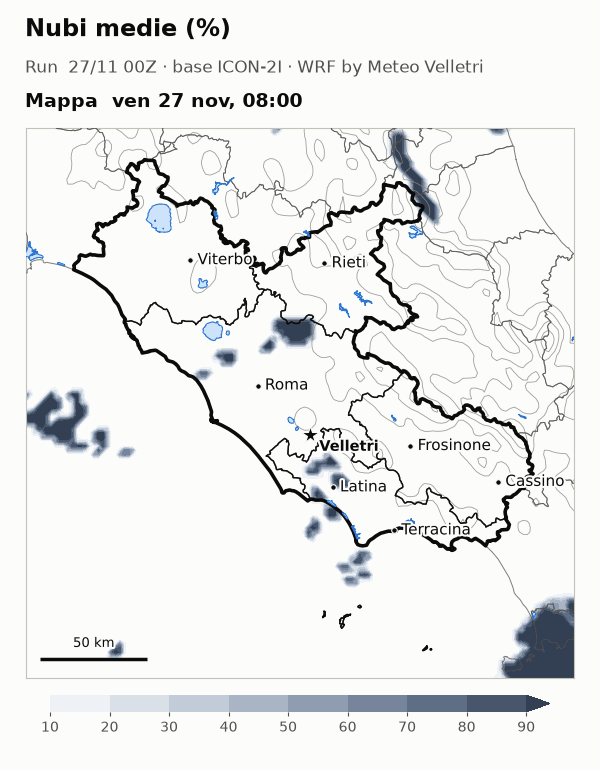 Nubi medie (%)
Run  27/11 00Z · base ICON-2I · WRF by Meteo Velletri
Mappa  ven 27 nov, 08:00
Viterbo
Rieti
Roma
Velletri
Frosinone
Latina
Cassino
Terracina
50 km
10 20 30 40 50 60 70 80 90